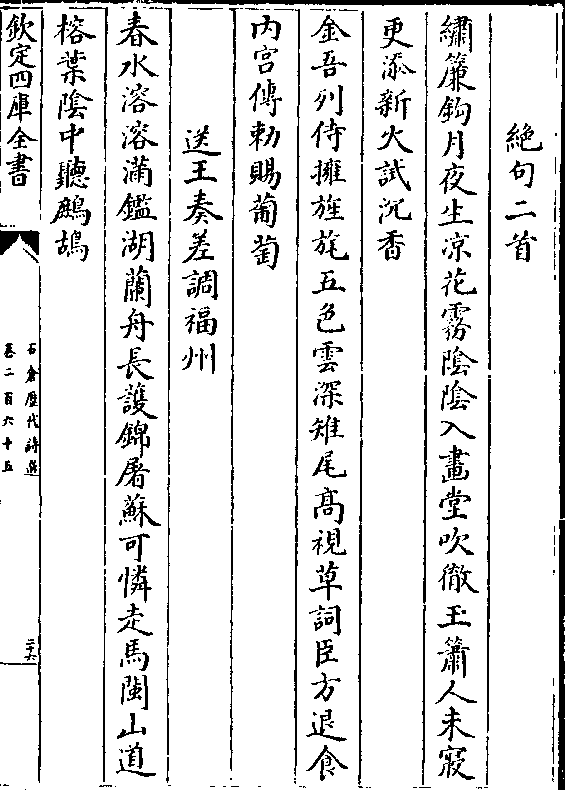 絶句二首
繡簾鈎月夜生凉花霧陰陰入畫堂吹徹玉簫人未寢
更添新火試沉香
金吾列侍擁旌旄五色雲深雉尾髙視草詞臣方退食
内宫傳勅賜葡萄
送王奏差調福州
春水溶溶滿鑑湖蘭舟長護錦屠蘇可憐走馬閩山道
榕葉陰中聽鷓鴣
欽定四庫全書
石倉歴代詩選
卷二百六十五
二十六